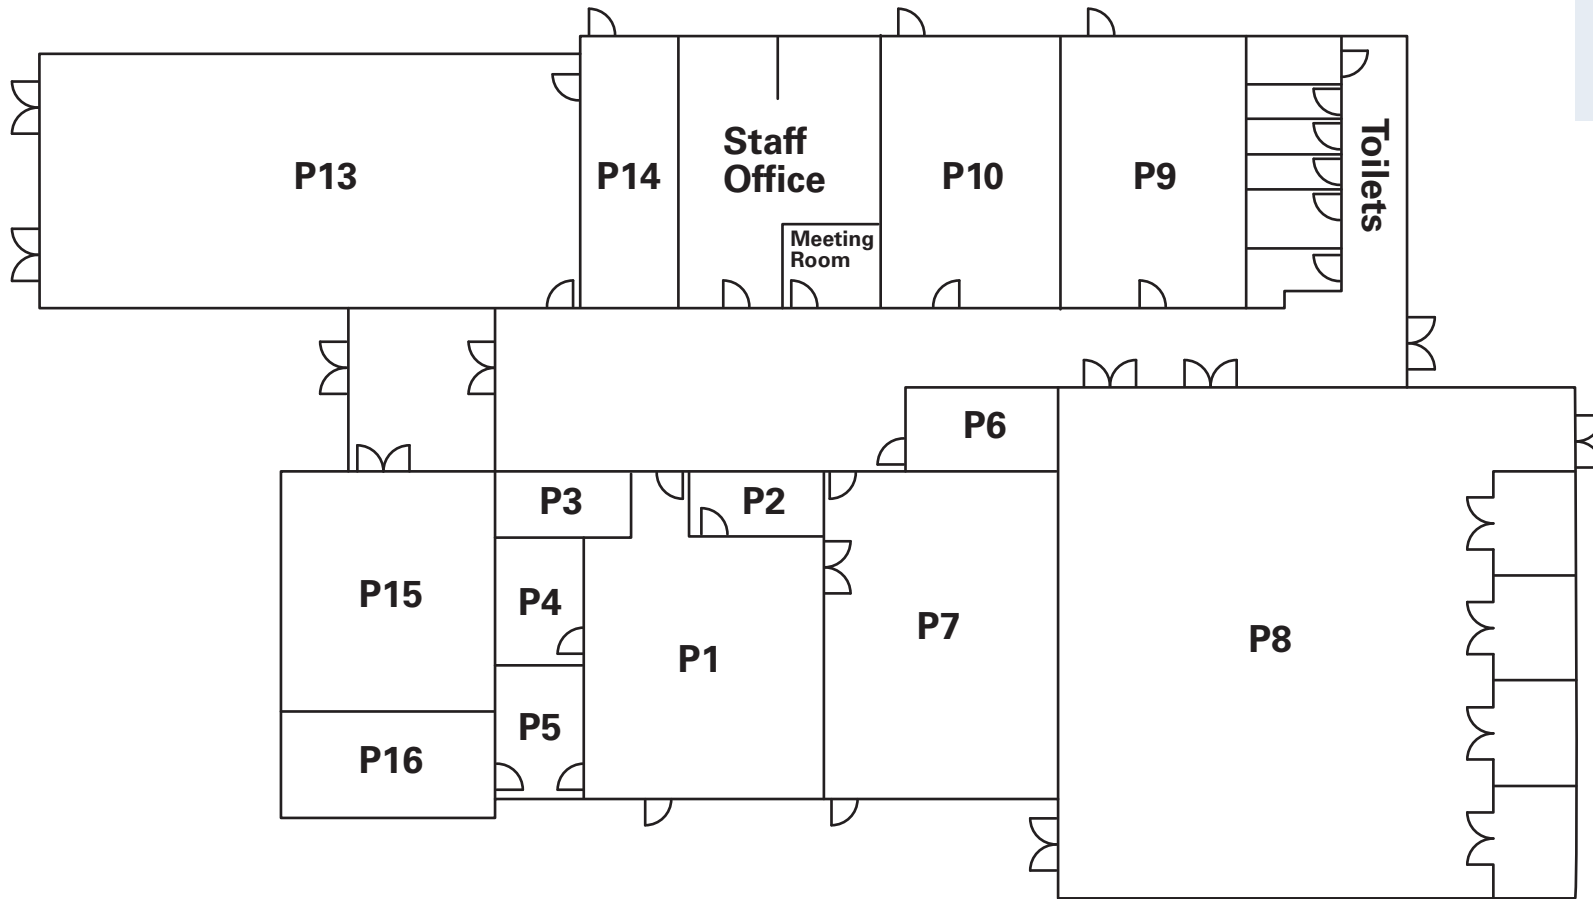 P13
P14
Staff
Office
Meeting
Room
P10
P9
Toilets
P6
P3
P2
P15
P4
P1
P7
P8
P5
P16